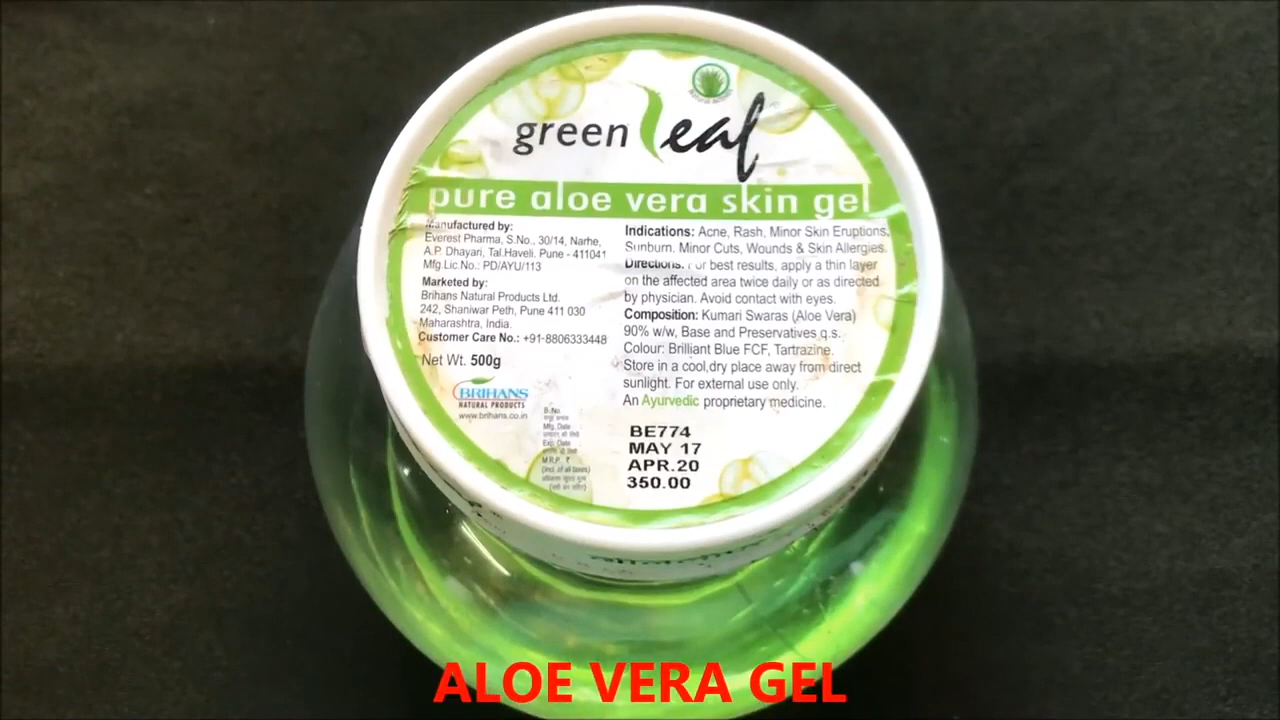 green leaf
pure aloe vera skin gel
Manufactured by:
Everest Pharma, S.No., 30/14, Narhe,
A.P. Dhayari, Tal.Haveli. Pune - 411041
Mfg.Lic.No.: PD/AYU/113
Marketed by:
Brihans Natural Products Ltd.
242, Shaniwar Peth, Pune 411 030
Maharashtra, India.
Customer Care No.: +91-8806333448
Net Wt. 500g
BRIHANS
NATURAL PRODUCTS
www.brihans.co.in
Indications: Acne, Rash, Minor Skin Eruptions,
Sunburn, Minor Cuts, Wounds & Skin Allergies.
Directions: For best results, apply a thin layer
on the affected area twice daily or as directed
by physician. Avoid contact with eyes.
Composition: Kumari Swaras (Aloe Vera)
90% w/w, Base and Preservatives q.s.
Colour: Brilliant Blue FCF, Tartrazine.
Store in a cool,dry place away from direct
sunlight. For external use only.
An Ayurvedic proprietary medicine.
B.No.
Mfg. Date
Exp. Date
M.R.P. ₹
(Incl. of all taxes)
BE774
MAY 17
APR.20
350.00
ALOE VERA GEL